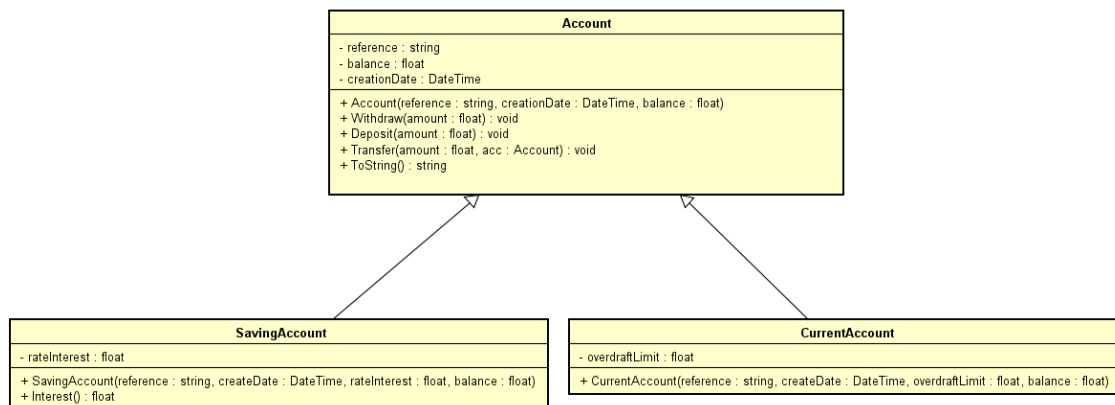 Account
- reference : string
- balance : float
- creationDate : DateTime
+ Account(reference : string, creationDate : DateTime, balance : float)
+ Withdraw(amount : float) : void
+ Deposit(amount : float) : void
+ Transfer(amount : float, acc : Account) : void
+ ToString() : string
SavingAccount
- rateInterest : float
+ SavingAccount(reference : string, createDate : DateTime, rateInterest : float, balance : float)
+ Interest() : float
CurrentAccount
- overdraftLimit : float
+ CurrentAccount(reference : string, createDate : DateTime, overdraftLimit : float, balance : float)